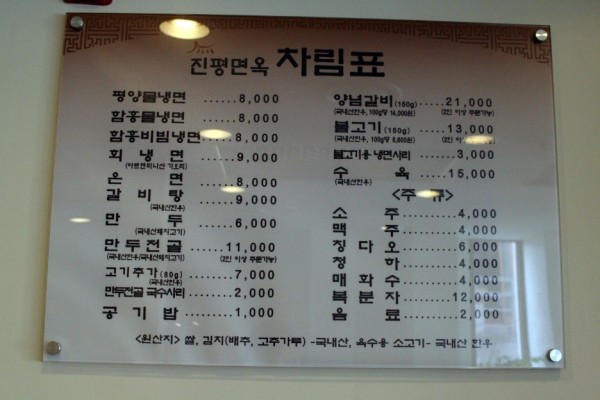 진평면옥 차림표
평양물냉면 ......8,000
함흥물냉면 ......8,000
함흥비빔냉면 ......8,000
회냉면 ......9,000
(아르헨티나산 가오리)
온면 ......8,000
갈비탕 ......9,000
(국내산한우)
만두 ......6,000
(국내산돼지고기)
만두전골 ......11,000
(국내산한우/국내산돼지고기) (2인 이상 주문가능)
고기추가(80g) ......7,000
(국내산한우)
만두전골 국수사리 ......2,000
공기밥 ......1,000
양념갈비(150g) ......21,000
(국내산한우, 100g당 14,000원) (2인 이상 주문가능)
불고기(150g) ......13,000
(국내산한우, 100g당 8,600원) (2인 이상 주문가능)
불고기용 냉면사리 ......3,000
수육 ......15,000
(국내산한우)
<주류>
소주 ......4,000
맥주 ......4,000
칭다오 ......6,000
청하 ......4,000
매화수 ......4,000
복분자 ......12,000
음료 ......2,000
<원산지> 쌀, 김치(배추, 고추가루) -국내산, 육수용 소고기- 국내산 한우